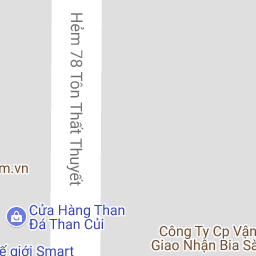 Hẻm 78 Tôn Thất Thuyết
m.vn
Cửa Hàng Than
Đá Than Củi
Công Ty Cp Vận
Giao Nhận Bia Sà
ế giới Smart